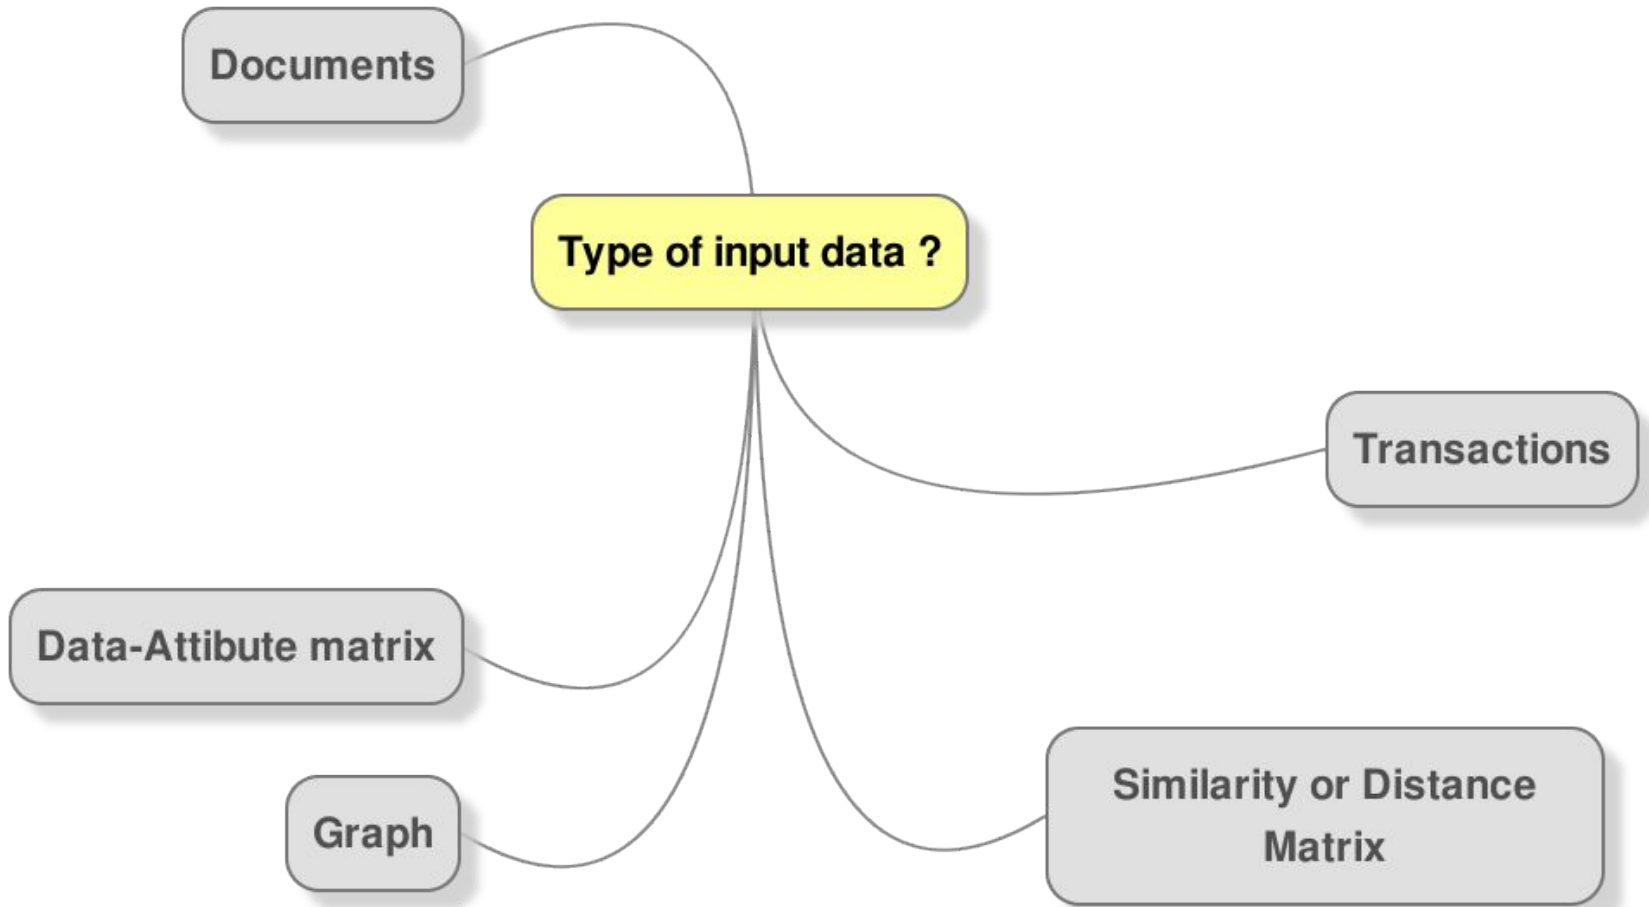 Documents
Type of input data ?
Transactions
Data-Attibute matrix
Similarity or Distance
Matrix
Graph